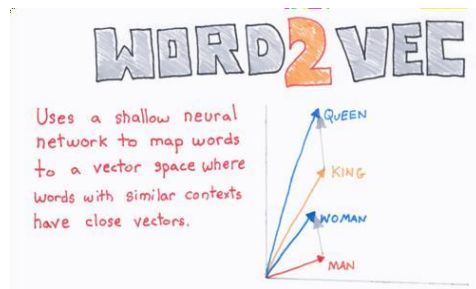 WORD2VEC
Uses a shallow neural
network to map words
to a vector space where
words with similar contexts
have close vectors.
QUEEN
KING
WOMAN
MAN